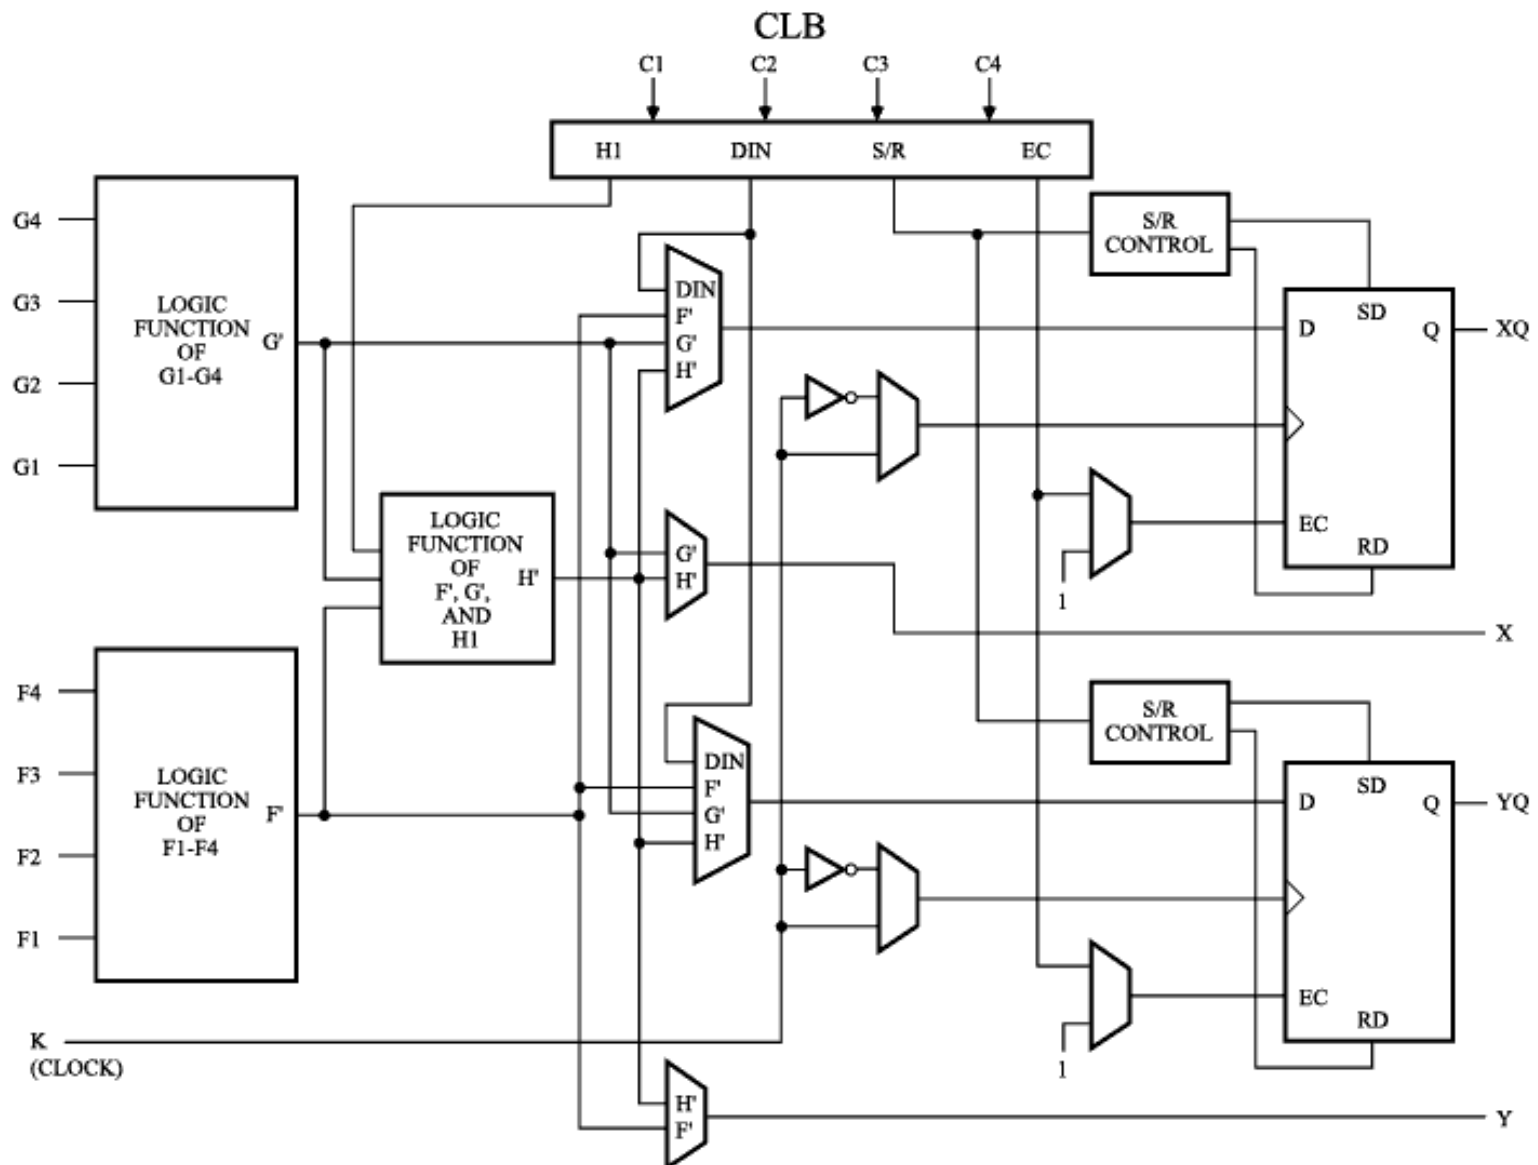 CLB
C1 C2 C3 C4
H1 DIN S/R EC
G4
G3
G2
G1
LOGIC
FUNCTION
OF
G1-G4
G'
S/R
CONTROL
DIN
F'
G'
H'
D
SD
Q
XQ
EC
RD
1
LOGIC
FUNCTION
OF
F', G',
AND
H1
H'
G'
H'
X
F4
F3
F2
F1
LOGIC
FUNCTION
OF
F1-F4
F'
S/R
CONTROL
DIN
F'
G'
H'
D
SD
Q
YQ
EC
RD
1
K
(CLOCK)
H'
F'
Y